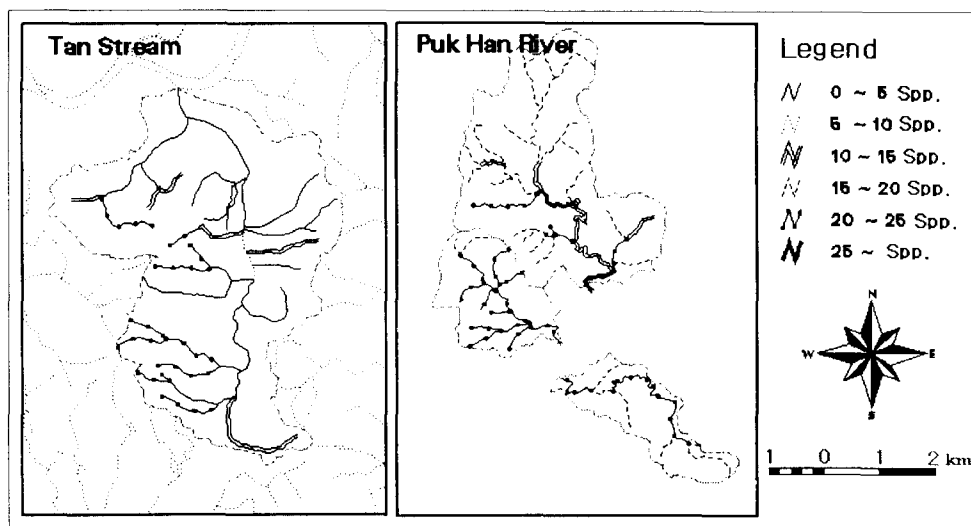 Tan Stream
Puk Han River
Legend
0 ~ 5 Spp.
5 ~ 10 Spp.
10 ~ 15 Spp.
15 ~ 20 Spp.
20 ~ 25 Spp.
25 ~ Spp.
N
W E
S
1 0 1 2 km